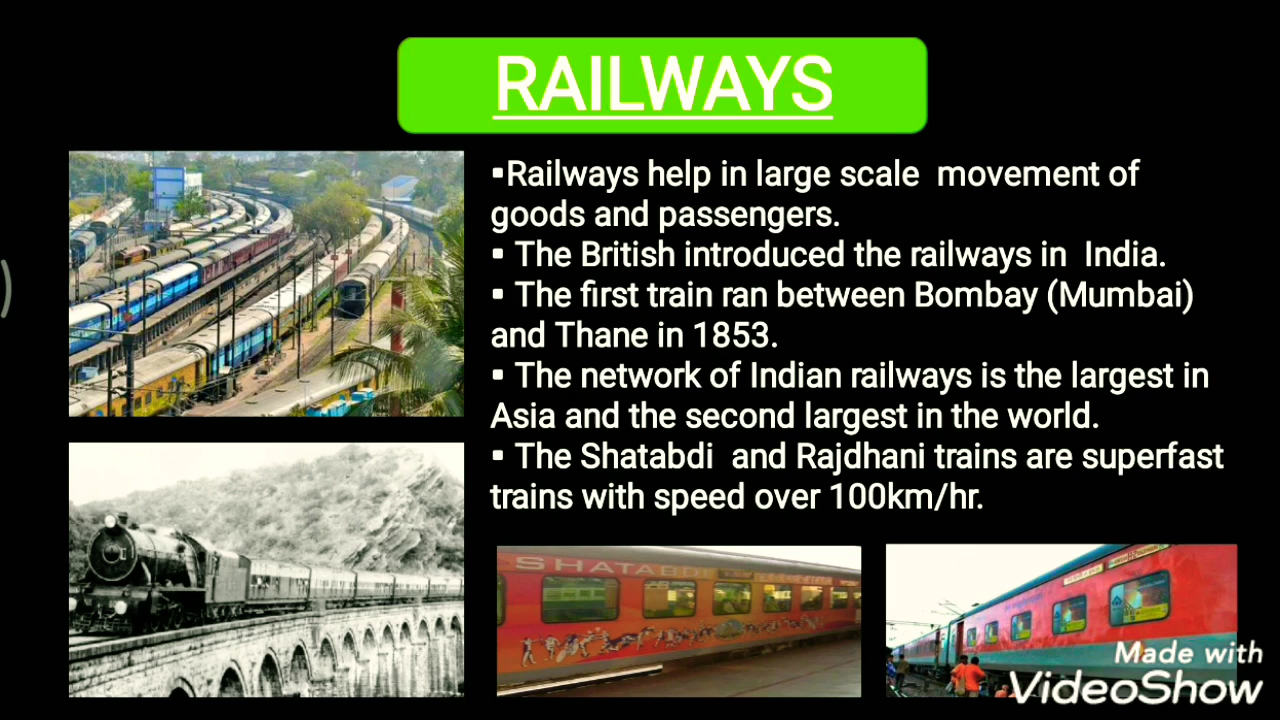 RAILWAYS
▪Railways help in large scale  movement of
goods and passengers.
▪ The British introduced the railways in  India.
▪ The first train ran between Bombay (Mumbai)
and Thane in 1853.
▪ The network of Indian railways is the largest in
Asia and the second largest in the world.
▪ The Shatabdi  and Rajdhani trains are superfast
trains with speed over 100km/hr.
SHATABDI
Made with
VideoShow